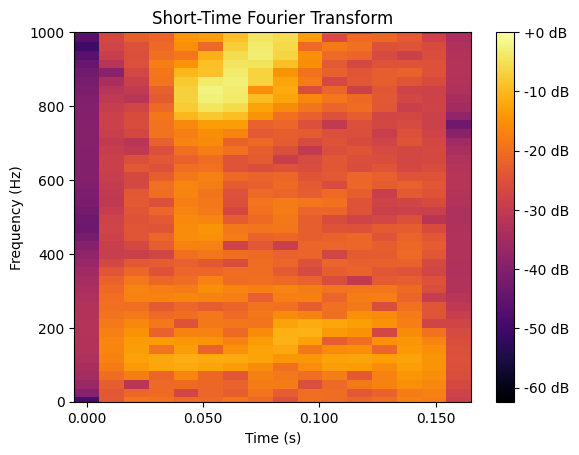 Short-Time Fourier Transform
1000
800
600
400
200
0
Frequency (Hz)
0.000
0.050
0.100
0.150
Time (s)
+0 dB
-10 dB
-20 dB
-30 dB
-40 dB
-50 dB
-60 dB